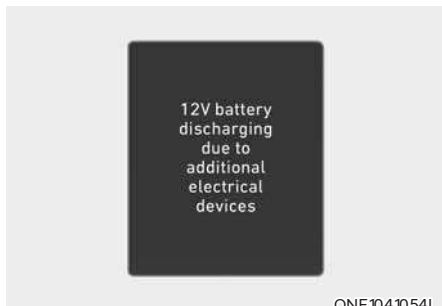 12V battery
discharging
due to
additional
electrical
devices
ONE1041054L